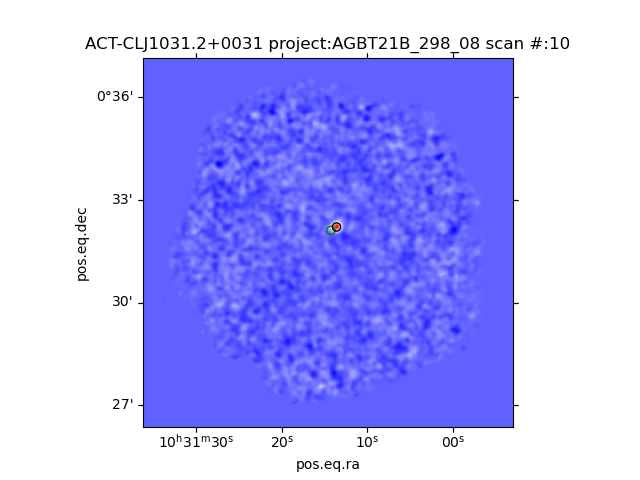 ACT-CLJ1031.2+0031 project:AGBT21B_298_08 scan #:10
0°36'
33'
30'
27'
pos.eq.dec
10ʰ31ᵐ30ˢ 20ˢ 10ˢ 00ˢ
pos.eq.ra